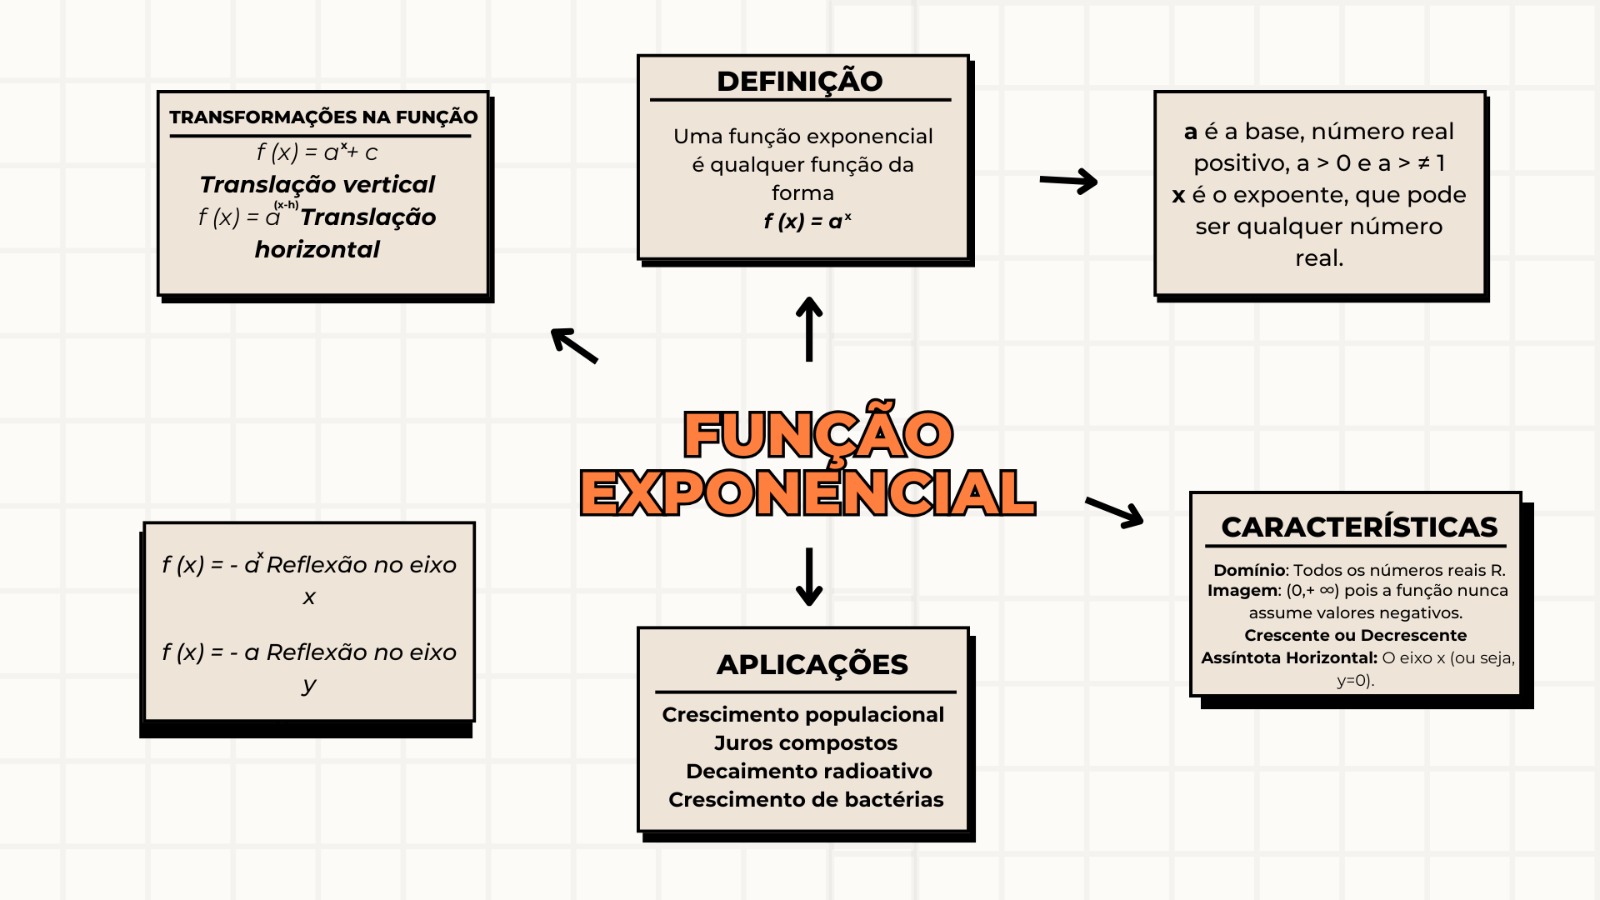 TRANSFORMAÇÕES NA FUNÇÃO
f (x) = aˣ+ c
Translação vertical
f (x) = a⁽ˣ⁻ʰ⁾ Translação
horizontal
DEFINIÇÃO
Uma função exponencial
é qualquer função da
forma
f (x) = aˣ
a é a base, número real
positivo, a > 0 e a > ≠ 1
x é o expoente, que pode
ser qualquer número
real.
FUNÇÃO
EXPONENCIAL
f (x) = - aˣ Reflexão no eixo
x
f (x) = - a Reflexão no eixo
y
APLICAÇÕES
Crescimento populacional
Juros compostos
Decaimento radioativo
Crescimento de bactérias
CARACTERÍSTICAS
Domínio: Todos os números reais R.
Imagem: (0,+ ∞) pois a função nunca
assume valores negativos.
Crescente ou Decrescente
Assíntota Horizontal: O eixo x (ou seja,
y=0).